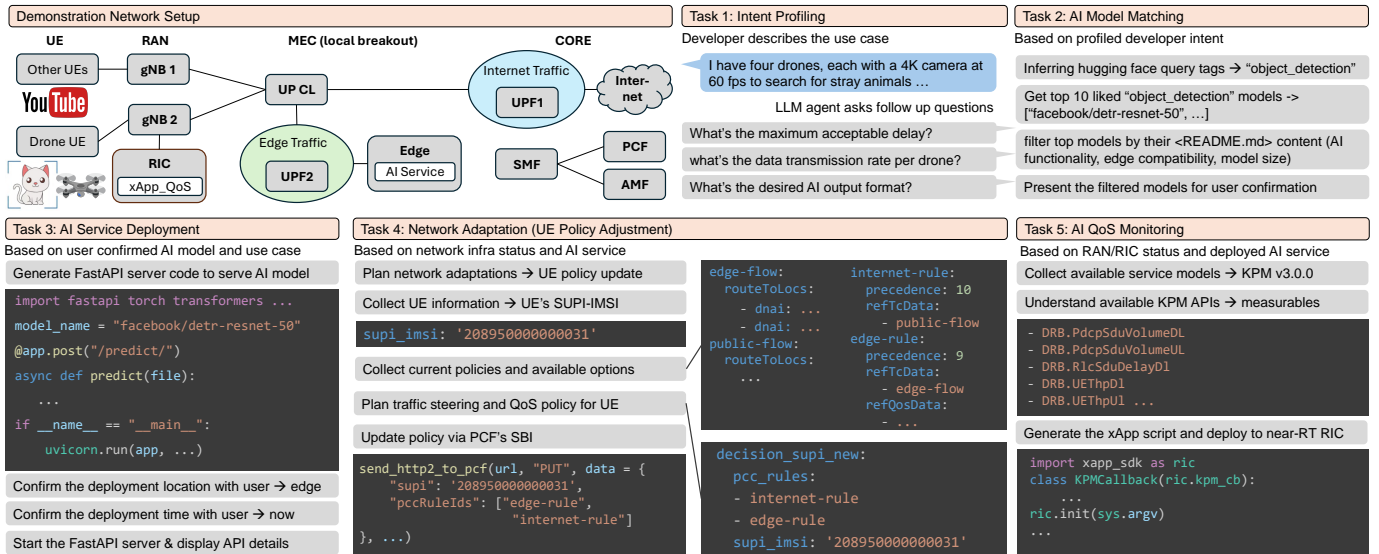 Demonstration Network Setup
UE
RAN
MEC (local breakout)
CORE
Other UEs
gNB 1
YouTube
gNB 2
Drone UE
RIC
xApp_QoS
UP CL
Edge Traffic
UPF2
Edge
AI Service
Internet Traffic
UPF1
Inter-
net
SMF
PCF
AMF
Task 1: Intent Profiling
Developer describes the use case
I have four drones, each with a 4K camera at
60 fps to search for stray animals ...
LLM agent asks follow up questions
What's the maximum acceptable delay?
what's the data transmission rate per drone?
What's the desired AI output format?
Task 2: AI Model Matching
Based on profiled developer intent
Inferring hugging face query tags → “object_detection”
Get top 10 liked “object_detection” models ->
[“facebook/detr-resnet-50”, ...]
filter top models by their <README.md> content (AI
functionality, edge compatibility, model size)
Present the filtered models for user confirmation
Task 3: AI Service Deployment
Based on user confirmed AI model and use case
Generate FastAPI server code to serve AI model
import fastapi torch transformers ...
model_name = "facebook/detr-resnet-50"
@app.post("/predict/")
async def predict(file):
...
if __name__ == "__main__":
uvicorn.run(app, ...)
Confirm the deployment location with user → edge
Confirm the deployment time with user → now
Start the FastAPI server & display API details
Task 4: Network Adaptation (UE Policy Adjustment)
Based on network infra status and AI service
Plan network adaptations → UE policy update
Collect UE information → UE's SUPI-IMSI
supi_imsi: '208950000000031'
Collect current policies and available options
Plan traffic steering and QoS policy for UE
Update policy via PCF's SBI
send_http2_to_pcf(url, "PUT", data = {
"supi": '208950000000031',
"pccRuleIds": ["edge-rule",
"internet-rule"]
}, ...)
edge-flow:
routeToLocs:
- dnai: ...
- dnai: ...
public-flow:
routeToLocs:
...
internet-rule:
precedence: 10
refTcData:
- public-flow
edge-rule:
precedence: 9
refTcData:
- edge-flow
refQosData:
- ...
decision_supi_new:
pcc_rules:
- internet-rule
- edge-rule
supi_imsi: '208950000000031'
Task 5: AI QoS Monitoring
Based on RAN/RIC status and deployed AI service
Collect available service models → KPM v3.0.0
Understand available KPM APIs → measurables
- DRB.PdcpSduVolumeDL
- DRB.PdcpSduVolumeUL
- DRB.RlcSduDelayDl
- DRB.UEThpDl
- DRB.UEThpUl ...
Generate the xApp script and deploy to near-RT RIC
import xapp_sdk as ric
class KPMCallback(ric.kpm_cb):
...
ric.init(sys.argv)
...